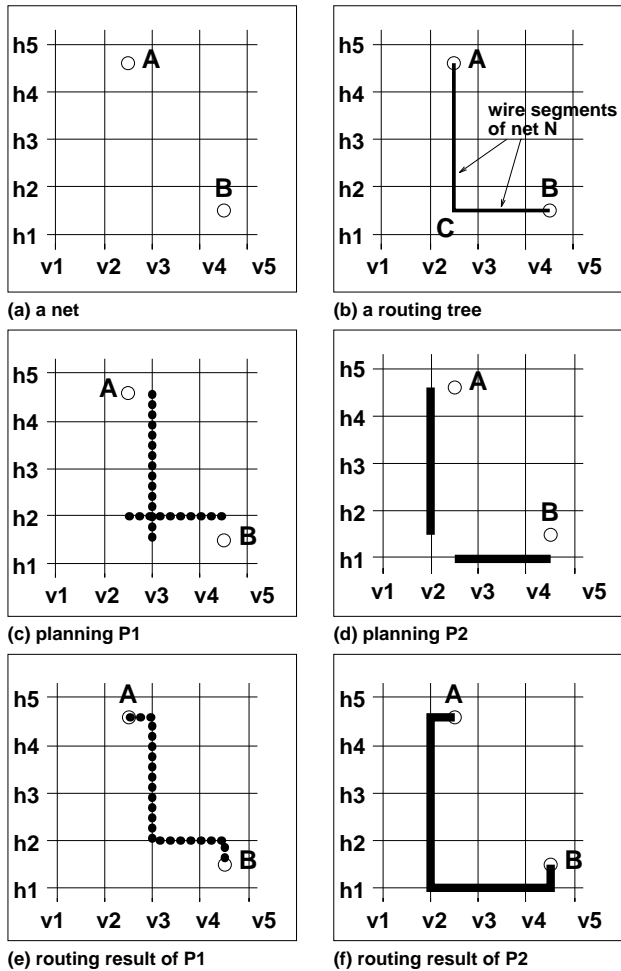 h5
h4
h3
h2
h1
A
B
v1 v2 v3 v4 v5
(a) a net
h5
h4
h3
h2
h1
A
wire segments
of net N
B
C
v1 v2 v3 v4 v5
(b) a routing tree
h5
h4
h3
h2
h1
A
B
v1 v2 v3 v4 v5
(c) planning P1
h5
h4
h3
h2
h1
A
B
v1 v2 v3 v4 v5
(d) planning P2
A
h5
h4
h3
h2
h1
B
v1 v2 v3 v4 v5
(e) routing result of P1
A
h5
h4
h3
h2
h1
B
v1 v2 v3 v4 v5
(f) routing result of P2